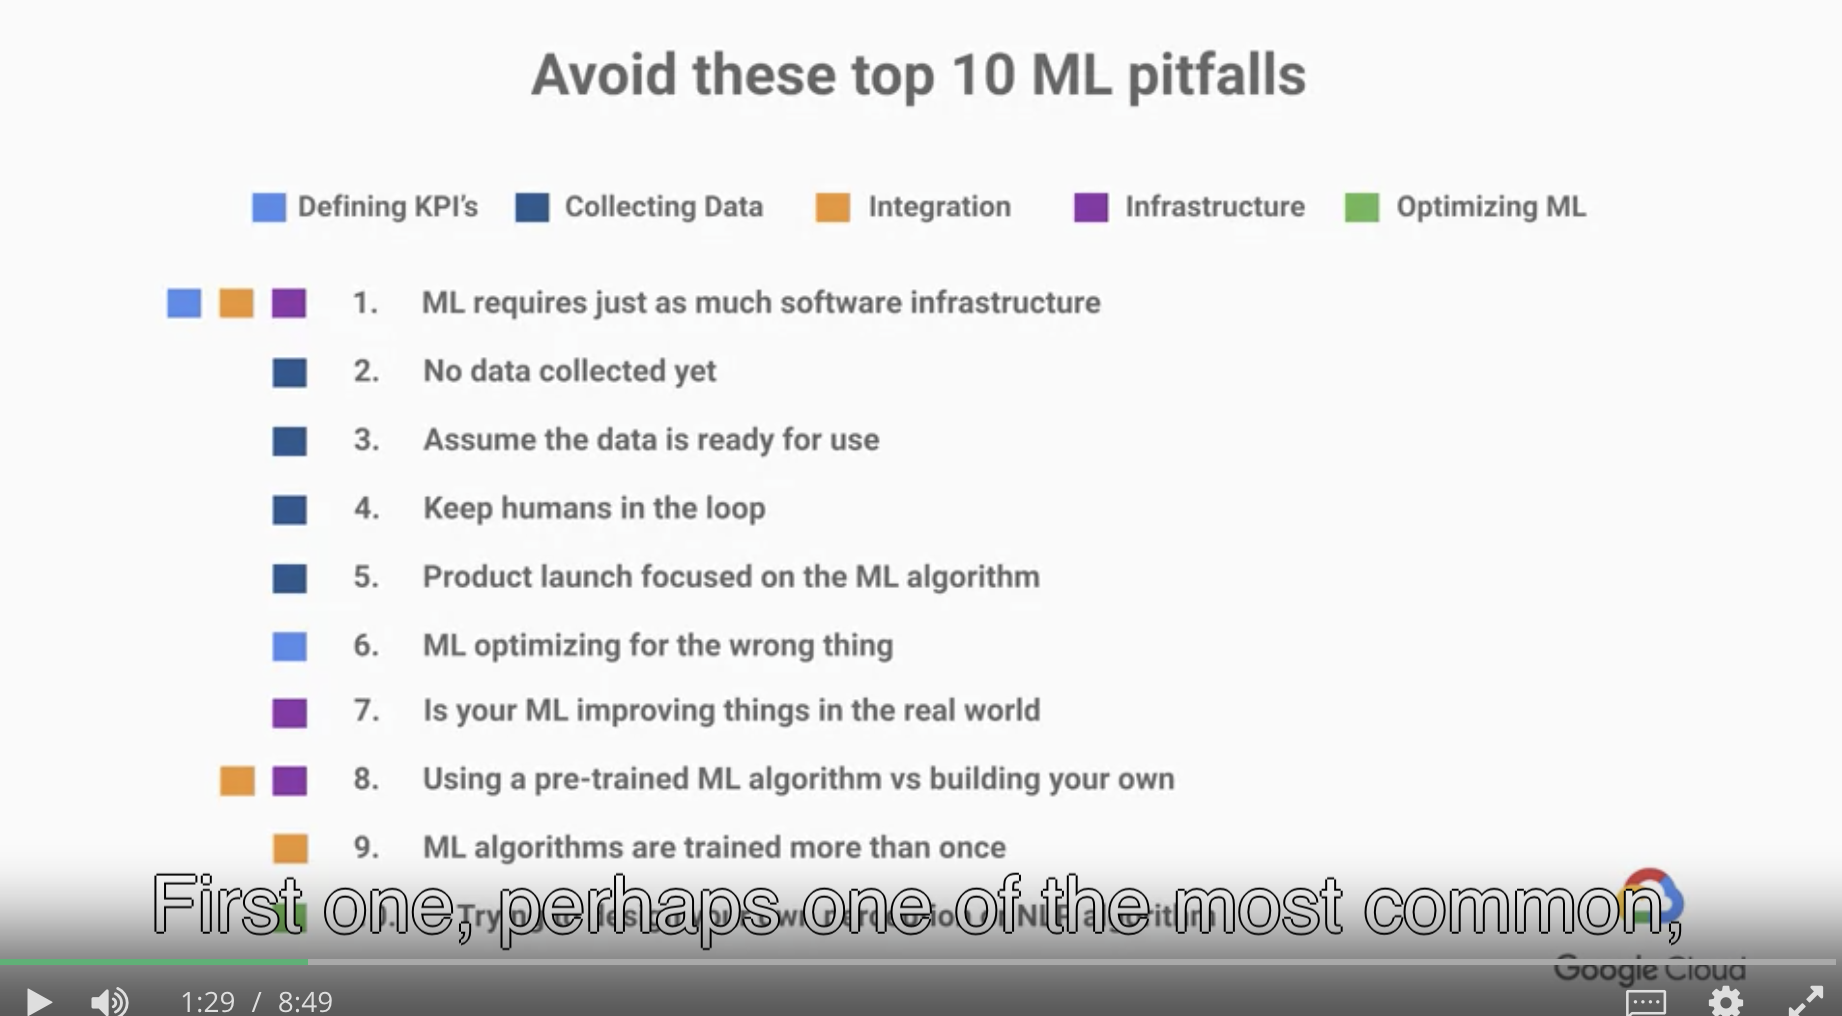 Avoid these top 10 ML pitfalls
Defining KPI's Collecting Data Integration Infrastructure Optimizing ML
1. ML requires just as much software infrastructure
2. No data collected yet
3. Assume the data is ready for use
4. Keep humans in the loop
5. Product launch focused on the ML algorithm
6. ML optimizing for the wrong thing
7. Is your ML improving things in the real world
8. Using a pre-trained ML algorithm vs building your own
9. ML algorithms are trained more than once
First one, perhaps one of the most common,
Google Cloud
1:29 / 8:49